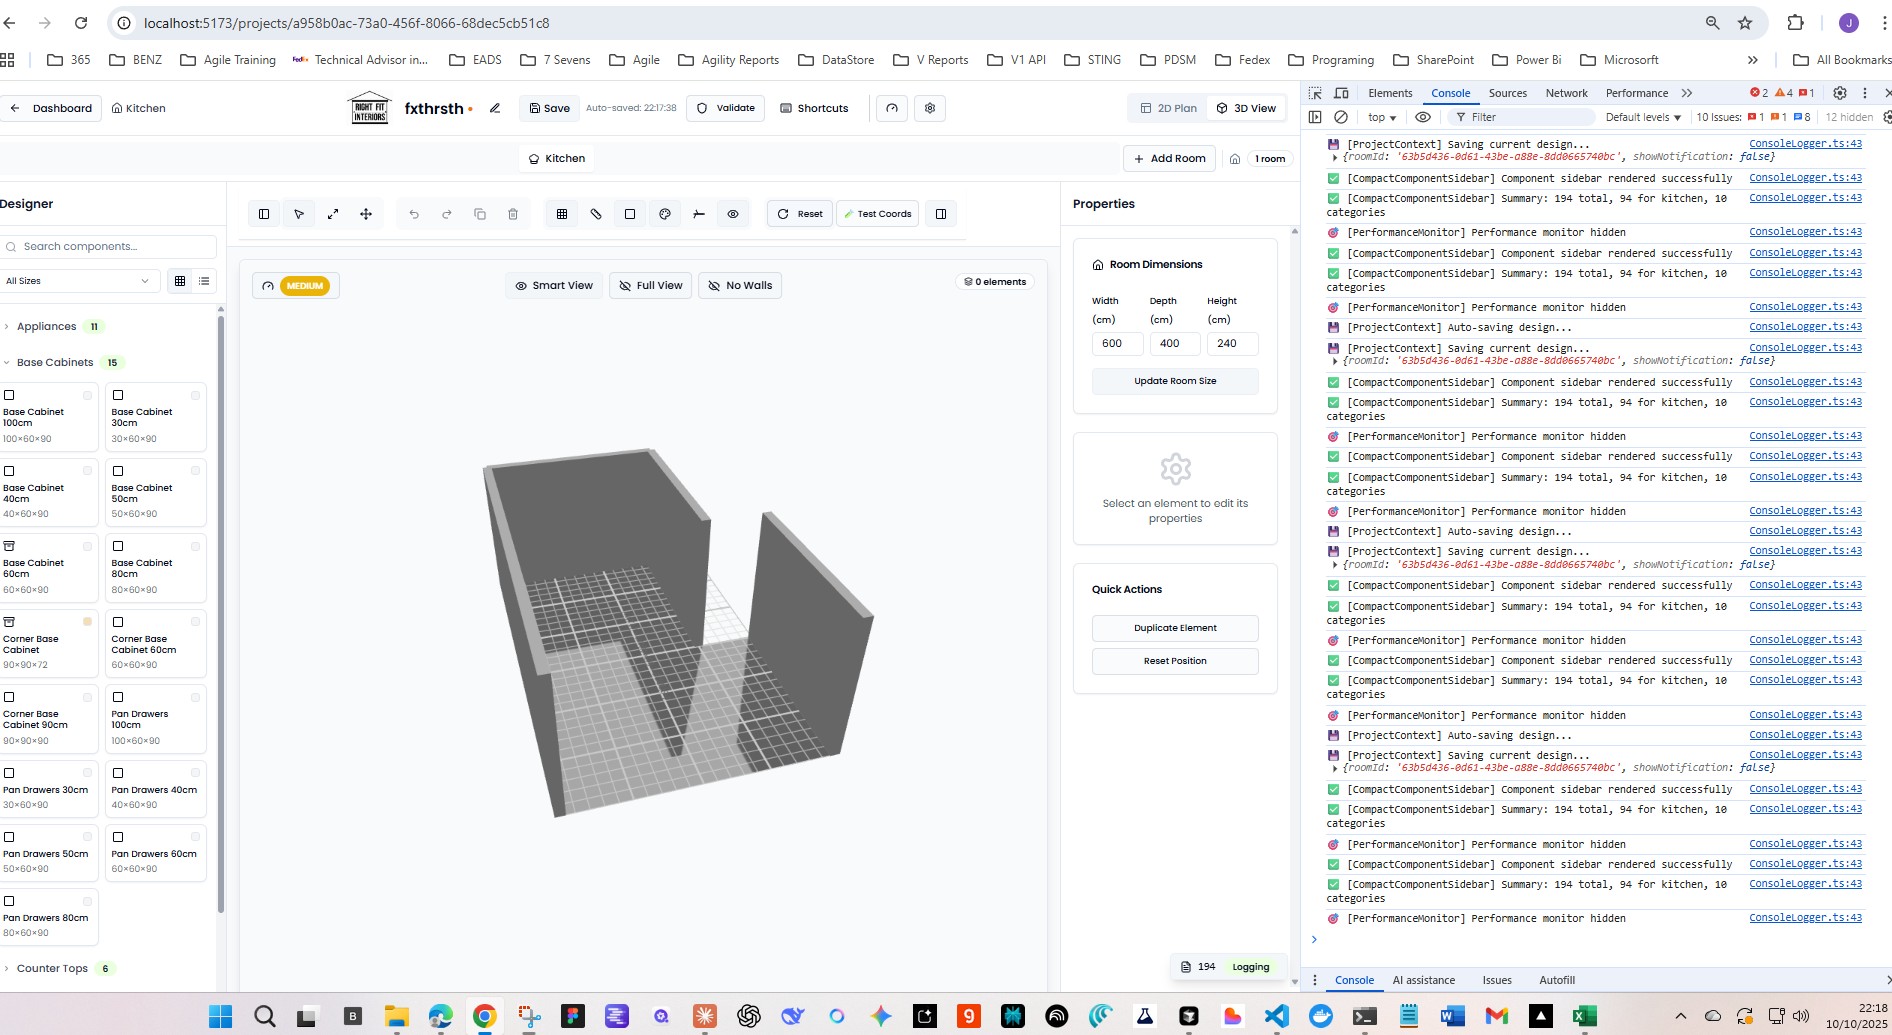 localhost:5173/projects/a958b0ac-73a0-456f-8066-68dec5cb51c8
J
365
BENZ
Agile Training
FedEx Technical Advisor in...
EADS
7 Sevens
Agile
Agility Reports
DataStore
V Reports
V1 API
STING
PDSM
Fedex
Programing
SharePoint
Power Bi
Microsorft
»
All Bookmarks
Dashboard
Kitchen
RIGHT FIT
INTERIORS
fxthrsth
Save
Auto-saved: 22:17:38
Validate
Shortcuts
2D Plan
3D View
Kitchen
Add Room
1 room
Designer
Search components...
All Sizes
Appliances 11
Base Cabinets 15
Base Cabinet
100cm
100×60×90
Base Cabinet
30cm
30×60×90
Base Cabinet
40cm
40×60×90
Base Cabinet
50cm
50×60×90
Base Cabinet
60cm
60×60×90
Base Cabinet
80cm
80×60×90
Corner Base
Cabinet
90×90×72
Corner Base
Cabinet 60cm
60×60×90
Corner Base
Cabinet 90cm
90×90×90
Pan Drawers
100cm
100×60×90
Pan Drawers 30cm
30×60×90
Pan Drawers 40cm
40×60×90
Pan Drawers 50cm
50×60×90
Pan Drawers 60cm
60×60×90
Pan Drawers 80cm
80×60×90
Counter Tops 6
Reset
Test Coords
MEDIUM
Smart View
Full View
No Walls
0 elements
Properties
Room Dimensions
Width
(cm)
Depth
(cm)
Height
(cm)
600
400
240
Update Room Size
Select an element to edit its
properties
Quick Actions
Duplicate Element
Reset Position
194 Logging
Elements
Console
Sources
Network
Performance
»
2
4
1
top
Filter
Default levels
10 Issues: 1 1 8
12 hidden
[ProjectContext] Saving current design... ConsoleLogger.ts:43
{roomId: '63b5d436-0d61-43be-a88e-8dd0665740bc', showNotification: false}
[CompactComponentSidebar] Component sidebar rendered successfully ConsoleLogger.ts:43
[CompactComponentSidebar] Summary: 194 total, 94 for kitchen, 10 ConsoleLogger.ts:43
categories
[PerformanceMonitor] Performance monitor hidden ConsoleLogger.ts:43
[CompactComponentSidebar] Component sidebar rendered successfully ConsoleLogger.ts:43
[CompactComponentSidebar] Summary: 194 total, 94 for kitchen, 10 ConsoleLogger.ts:43
categories
[PerformanceMonitor] Performance monitor hidden ConsoleLogger.ts:43
[ProjectContext] Auto-saving design... ConsoleLogger.ts:43
[ProjectContext] Saving current design... ConsoleLogger.ts:43
{roomId: '63b5d436-0d61-43be-a88e-8dd0665740bc', showNotification: false}
[CompactComponentSidebar] Component sidebar rendered successfully ConsoleLogger.ts:43
[CompactComponentSidebar] Summary: 194 total, 94 for kitchen, 10 ConsoleLogger.ts:43
categories
[PerformanceMonitor] Performance monitor hidden ConsoleLogger.ts:43
[CompactComponentSidebar] Component sidebar rendered successfully ConsoleLogger.ts:43
[CompactComponentSidebar] Summary: 194 total, 94 for kitchen, 10 ConsoleLogger.ts:43
categories
[PerformanceMonitor] Performance monitor hidden ConsoleLogger.ts:43
[ProjectContext] Auto-saving design... ConsoleLogger.ts:43
[ProjectContext] Saving current design... ConsoleLogger.ts:43
{roomId: '63b5d436-0d61-43be-a88e-8dd0665740bc', showNotification: false}
[CompactComponentSidebar] Component sidebar rendered successfully ConsoleLogger.ts:43
[CompactComponentSidebar] Summary: 194 total, 94 for kitchen, 10 ConsoleLogger.ts:43
categories
[PerformanceMonitor] Performance monitor hidden ConsoleLogger.ts:43
[CompactComponentSidebar] Component sidebar rendered successfully ConsoleLogger.ts:43
[CompactComponentSidebar] Summary: 194 total, 94 for kitchen, 10 ConsoleLogger.ts:43
categories
[PerformanceMonitor] Performance monitor hidden ConsoleLogger.ts:43
[ProjectContext] Auto-saving design... ConsoleLogger.ts:43
[ProjectContext] Saving current design... ConsoleLogger.ts:43
{roomId: '63b5d436-0d61-43be-a88e-8dd0665740bc', showNotification: false}
[CompactComponentSidebar] Component sidebar rendered successfully ConsoleLogger.ts:43
[CompactComponentSidebar] Summary: 194 total, 94 for kitchen, 10 ConsoleLogger.ts:43
categories
[PerformanceMonitor] Performance monitor hidden ConsoleLogger.ts:43
[CompactComponentSidebar] Component sidebar rendered successfully ConsoleLogger.ts:43
[CompactComponentSidebar] Summary: 194 total, 94 for kitchen, 10 ConsoleLogger.ts:43
categories
[PerformanceMonitor] Performance monitor hidden ConsoleLogger.ts:43
Console
AI assistance
Issues
Autofill
22:18
10/10/2025